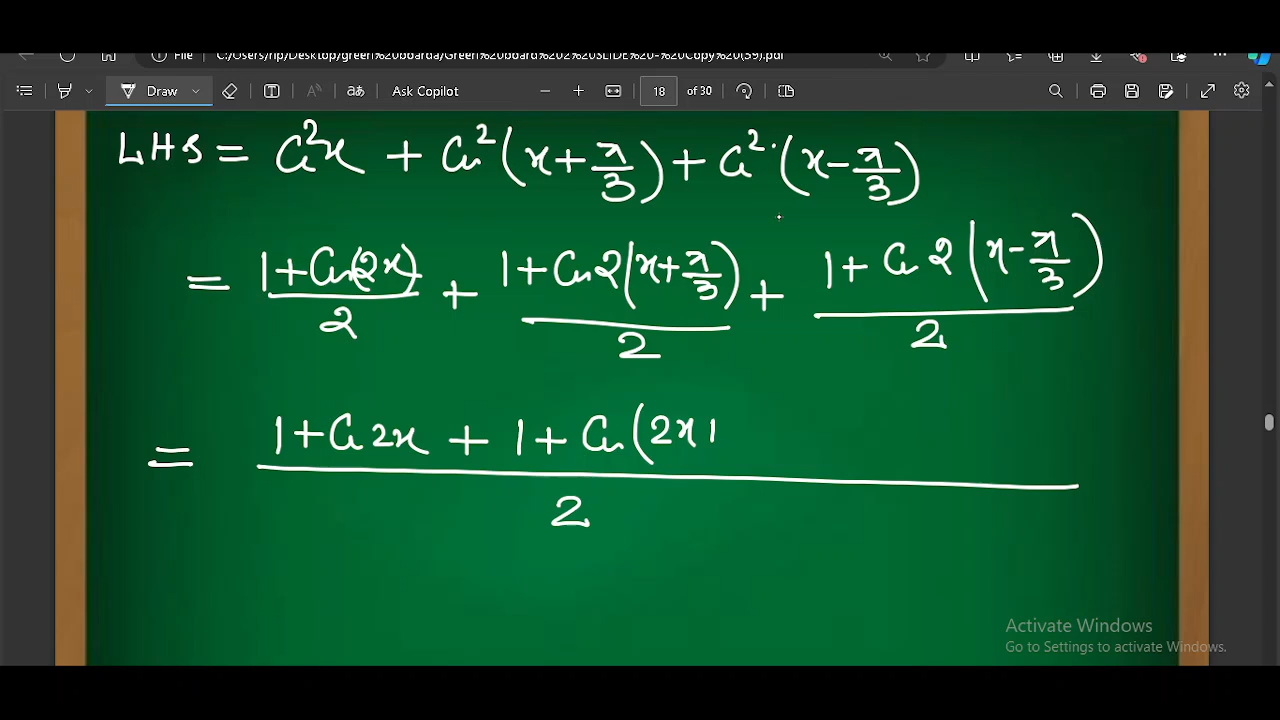 File C:/Users/hp/Desktop/green%20boarda/Green%20board%202%20SLIDE%20-%20Copy%20(39).pdf
Draw Ask Copilot 18 of 30
LHS = Cos²x + Cos²(x+π/3) + Cos²·(x-π/3)
= (1+Cos(2x))/2 + (1+Cos2(x+π/3))/2 + (1+Cos2(x-π/3))/2
= (1+Cos2x + 1+Cos(2x+
2
Activate Windows
Go to Settings to activate Windows.